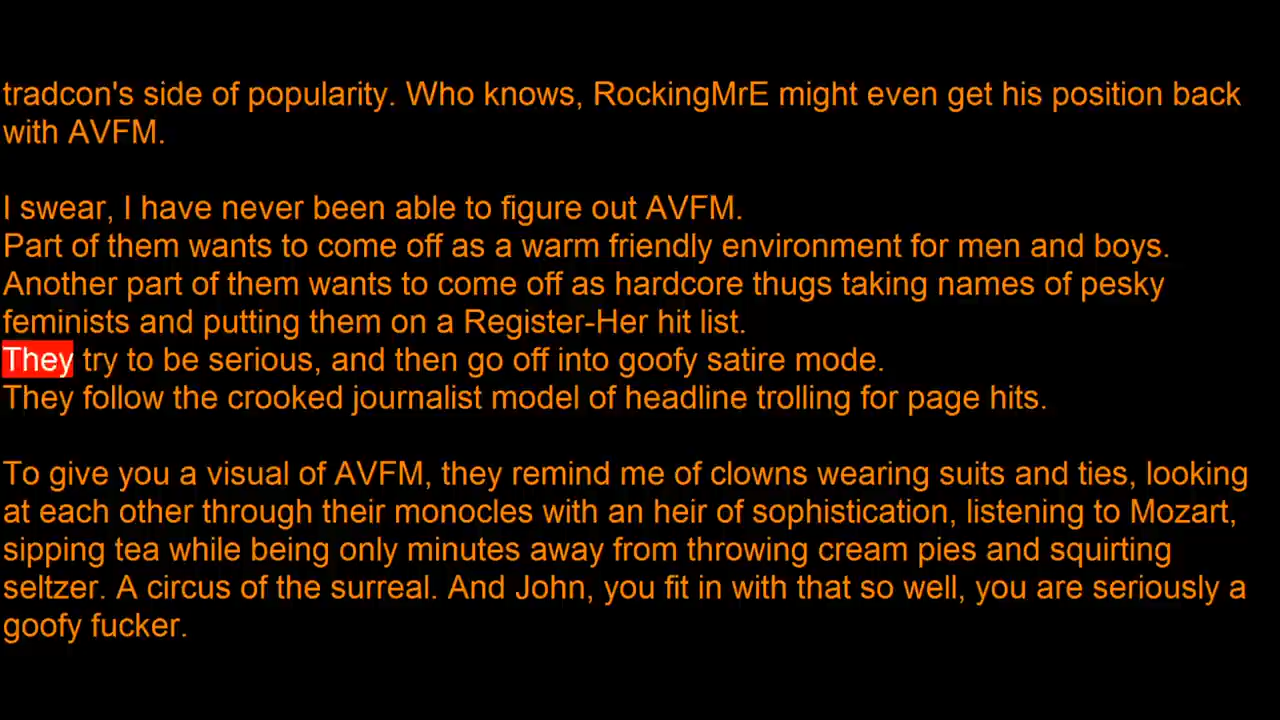 tradcon's side of popularity. Who knows, RockingMrE might even get his position back
with AVFM.
I swear, I have never been able to figure out AVFM.
Part of them wants to come off as a warm friendly environment for men and boys.
Another part of them wants to come off as hardcore thugs taking names of pesky
feminists and putting them on a Register-Her hit list.
They try to be serious, and then go off into goofy satire mode.
They follow the crooked journalist model of headline trolling for page hits.
To give you a visual of AVFM, they remind me of clowns wearing suits and ties, looking
at each other through their monocles with an heir of sophistication, listening to Mozart,
sipping tea while being only minutes away from throwing cream pies and squirting
seltzer. A circus of the surreal. And John, you fit in with that so well, you are seriously a
goofy fucker.